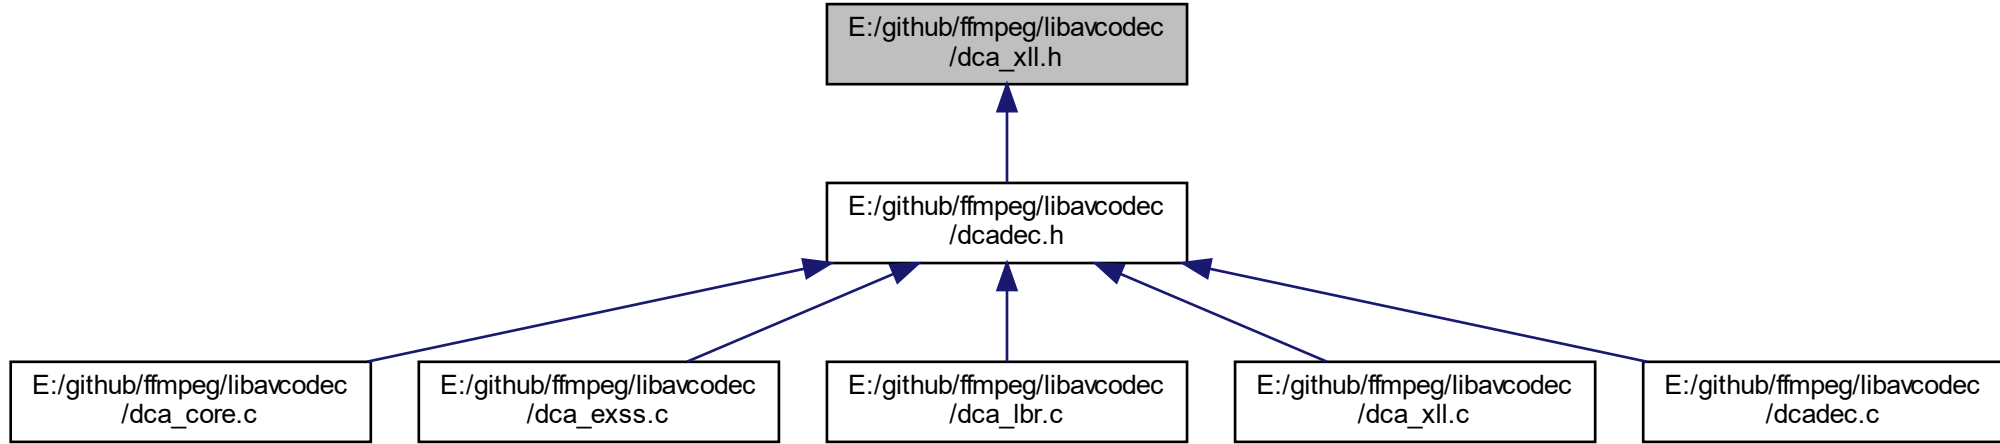 E:/github/ffmpeg/libavcodec
/dca_xll.h
E:/github/ffmpeg/libavcodec
/dcadec.h
E:/github/ffmpeg/libavcodec
/dca_core.c
E:/github/ffmpeg/libavcodec
/dca_exss.c
E:/github/ffmpeg/libavcodec
/dca_lbr.c
E:/github/ffmpeg/libavcodec
/dca_xll.c
E:/github/ffmpeg/libavcodec
/dcadec.c